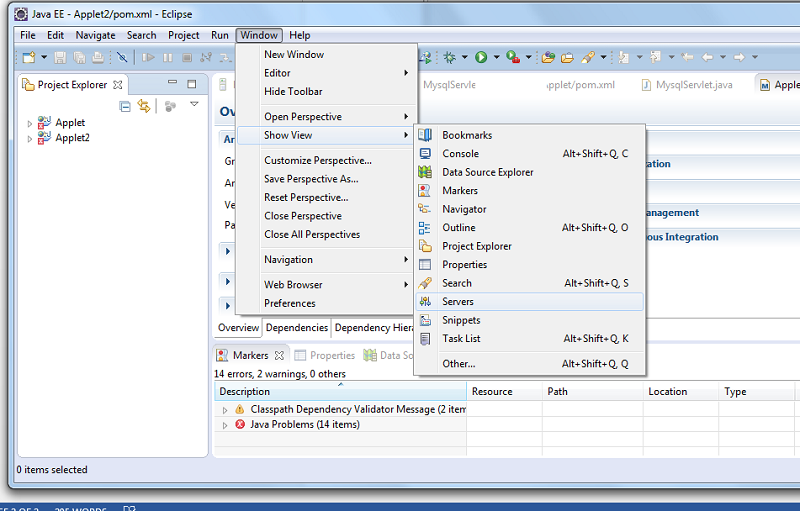 Java EE - Applet2/pom.xml - Eclipse
File Edit Navigate Search Project Run Window Help
Project Explorer
Applet
Applet2
New Window
Editor
Hide Toolbar
Open Perspective
Show View
Customize Perspective...
Save Perspective As...
Reset Perspective...
Close Perspective
Close All Perspectives
Navigation
Web Browser
Preferences
Bookmarks
Console Alt+Shift+Q, C
Data Source Explorer
Markers
Navigator
Outline Alt+Shift+Q, O
Project Explorer
Properties
Search Alt+Shift+Q, S
Servers
Snippets
Task List Alt+Shift+Q, K
Other... Alt+Shift+Q, Q
MysqlServle pplet/pom.xml MysqlServlet.java Apple
Ov
Ar
Gr
Ar
Ve
Pa
ation
anagement
ous Integration
Overview Dependencies Dependency Hiera
Markers Properties Data So
14 errors, 2 warnings, 0 others
Description Resource Path Location Type
Classpath Dependency Validator Message (2 item
Java Problems (14 items)
0 items selected